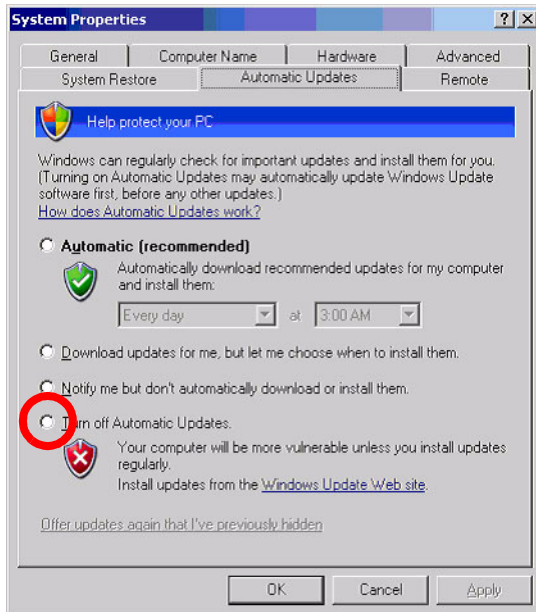 System Properties
General Computer Name Hardware Advanced
System Restore Automatic Updates Remote
Help protect your PC
Windows can regularly check for important updates and install them for you.
(Turning on Automatic Updates may automatically update Windows Update
software first, before any other updates.)
How does Automatic Updates work?
Automatic (recommended)
Automatically download recommended updates for my computer
and install them:
Every day at 3:00 AM
Download updates for me, but let me choose when to install them.
Notify me but don't automatically download or install them.
Turn off Automatic Updates.
Your computer will be more vulnerable unless you install updates
regularly.
Install updates from the Windows Update Web site.
Offer updates again that I've previously hidden
OK Cancel Apply